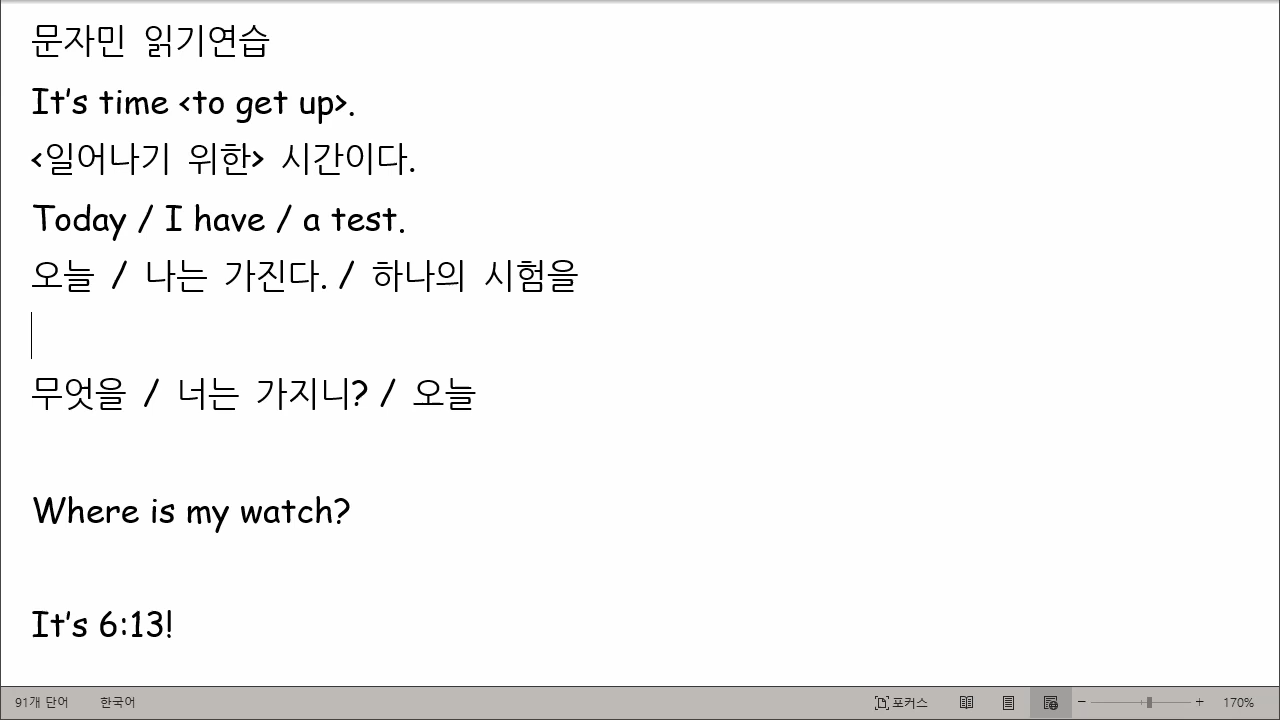 문자민 읽기연습
It's time <to get up>.
<일어나기 위한> 시간이다.
Today / I have / a test.
오늘 / 나는 가진다. / 하나의 시험을
무엇을 / 너는 가지니? / 오늘
Where is my watch?
It's 6:13!
91개 단어 한국어 포커스 - + 170%